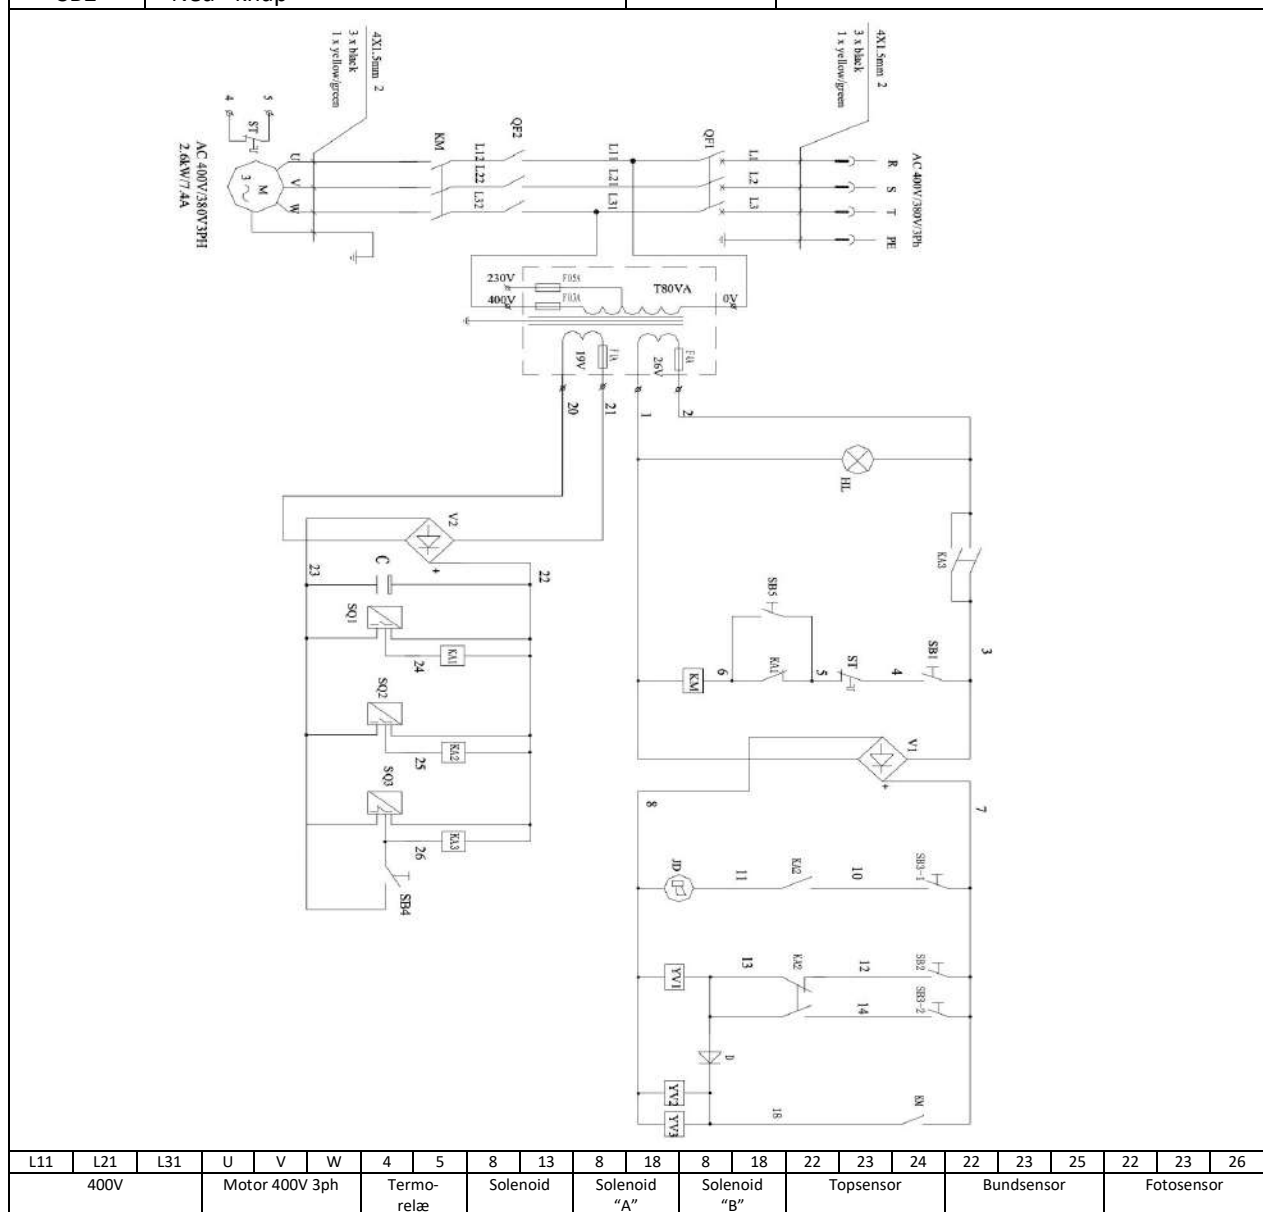 4X1.5mm 2
3 x black
1 x yellow/green
4X1.5mm 2
3 x black
1 x yellow/green
4
5
ST
QF2
QF1
KM
U
V
W
L12
L22
L32
L11
L21
L31
L1
L2
L3
R
S
T
PE
AC 400V/380V/3Ph
M
3
AC 400V/380V3PH
2.6kW/7.4A
230V
400V
T80VA
0V
19V
26V
F4A
20
21
1
2
HL
KA3
V2
+
C
23
22
SQ1
24
KA1
SQ2
25
KA2
SQ3
26
KA3
SB4
SB5
KA1
ST
SB1
3
KM
6
5
4
V1
+
8
7
JD
11
KA2
10
SB3-1
YV1
13
KA2
12
SB2
14
SB3-2
D
YV2
YV3
18
KM
L11 L21 L31 U V W 4 5 8 13 8 18 8 18 22 23 24 22 23 25 22 23 26
400V Motor 400V 3ph Termo- Solenoid Solenoid Solenoid Topsensor Bundsensor Fotosensor
relæ "A" "B"